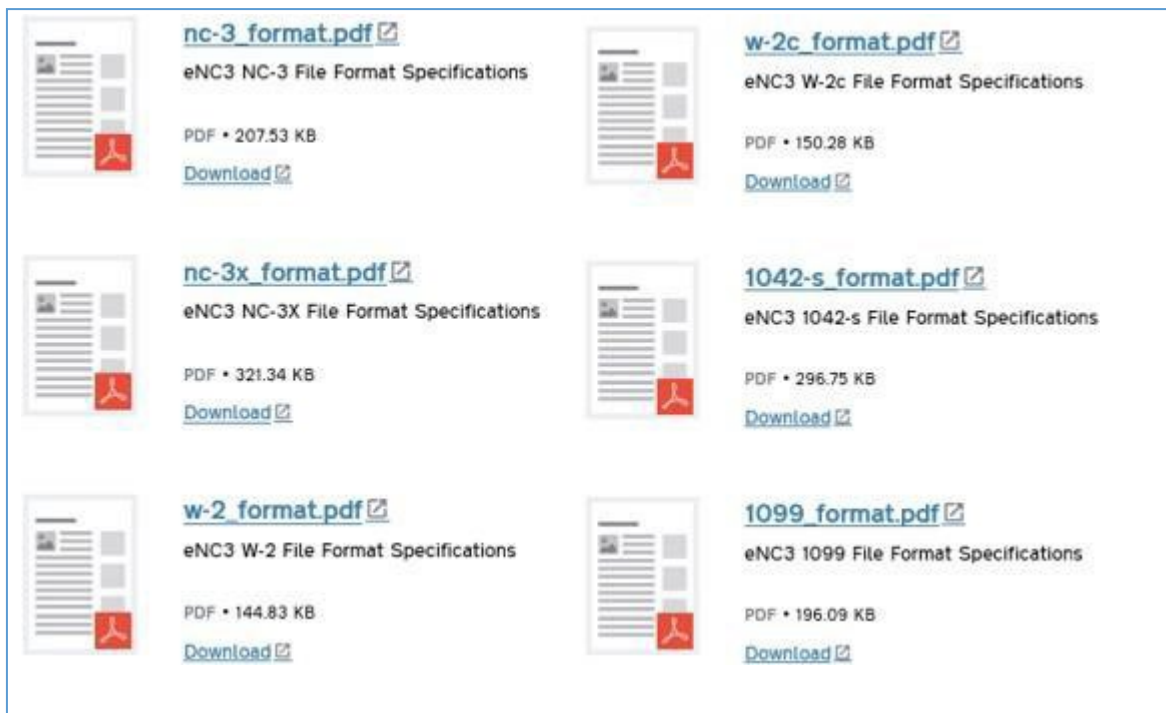 nc-3_format.pdf
eNC3 NC-3 File Format Specifications
PDF • 207.53 KB
Download
w-2c_format.pdf
eNC3 W-2c File Format Specifications
PDF • 150.28 KB
Download
nc-3x_format.pdf
eNC3 NC-3X File Format Specifications
PDF • 321.34 KB
Download
1042-s_format.pdf
eNC3 1042-s File Format Specifications
PDF • 296.75 KB
Download
w-2_format.pdf
eNC3 W-2 File Format Specifications
PDF • 144.83 KB
Download
1099_format.pdf
eNC3 1099 File Format Specifications
PDF • 196.09 KB
Download